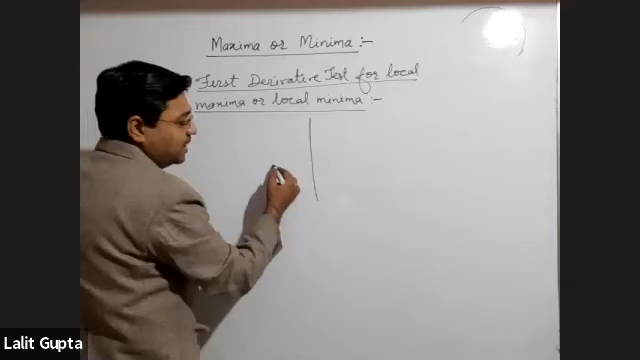 Maxima or Minima :-
First Derivative Test for local
maxima or local minima :-
Lalit Gupta